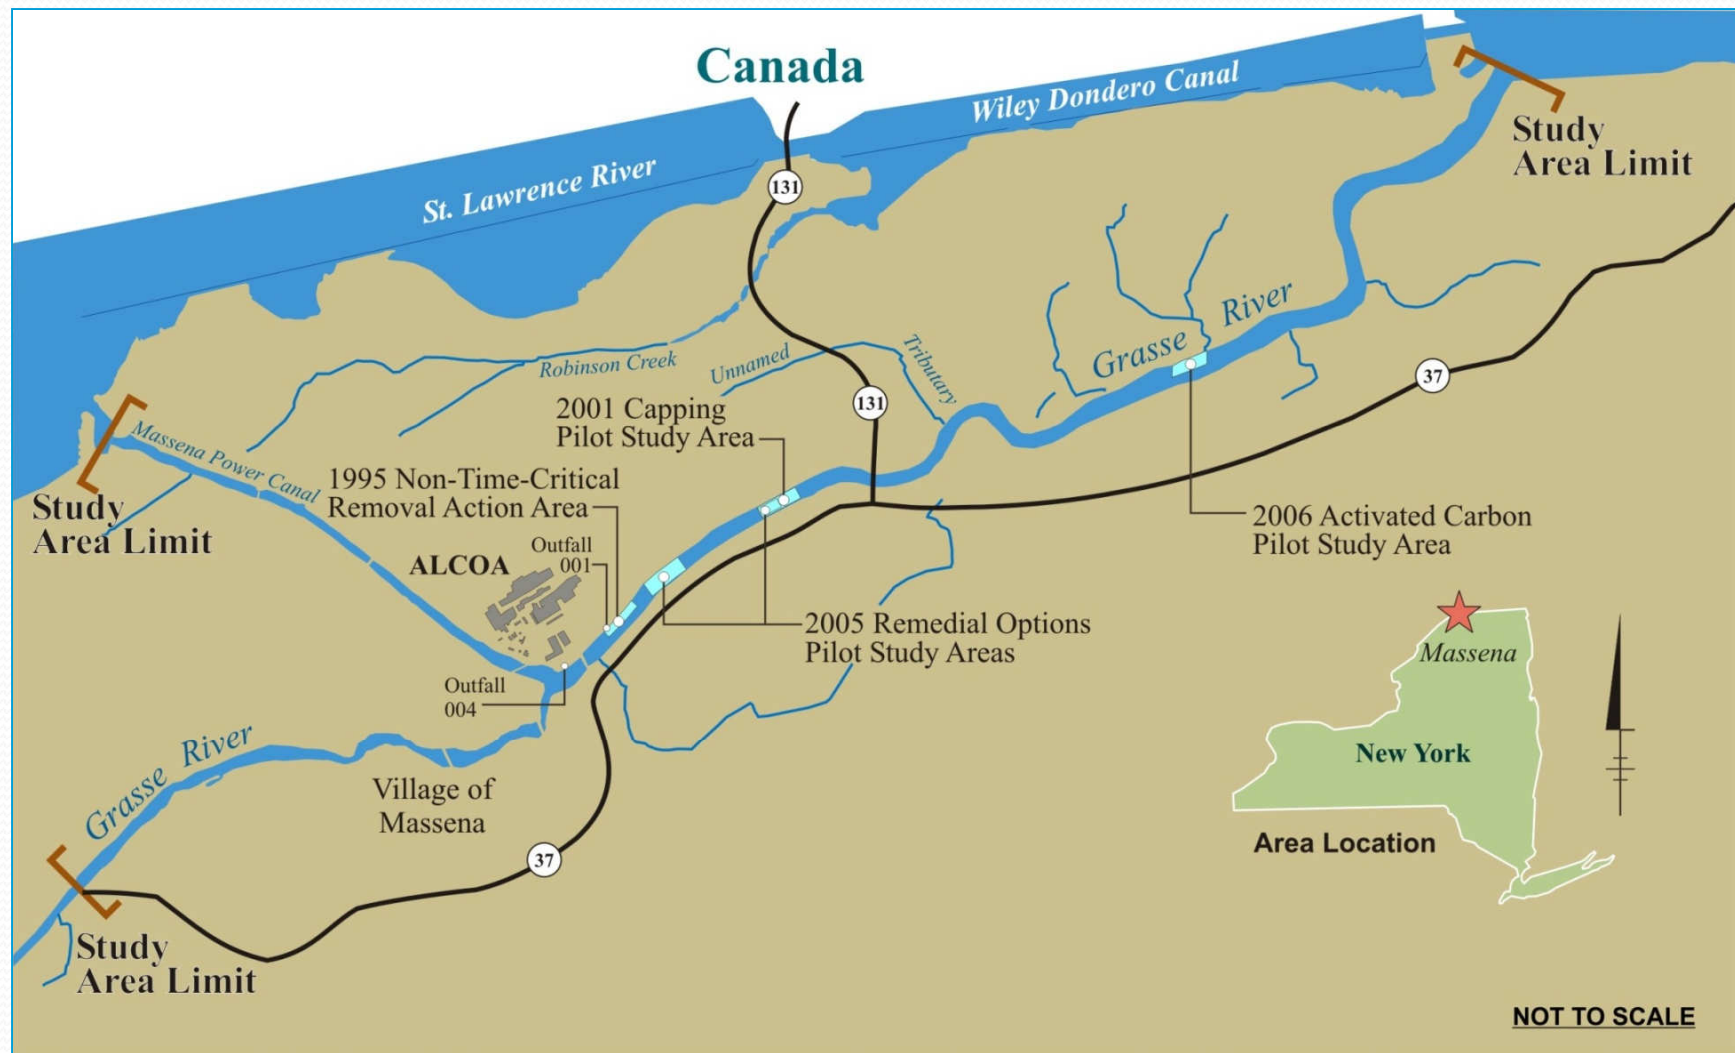 Canada
Wiley Dondero Canal
Study
Area Limit
St. Lawrence River
131
Grasse River
Robinson Creek
Unnamed
Tributary
37
131
2001 Capping
Pilot Study Area
Massena Power Canal
1995 Non-Time-Critical
Removal Action Area
Study
Area Limit
2006 Activated Carbon
Pilot Study Area
Outfall
001
ALCOA
2005 Remedial Options
Pilot Study Areas
Massena
Outfall
004
Grasse River
New York
Village of
Massena
Area Location
37
Study
Area Limit
NOT TO SCALE